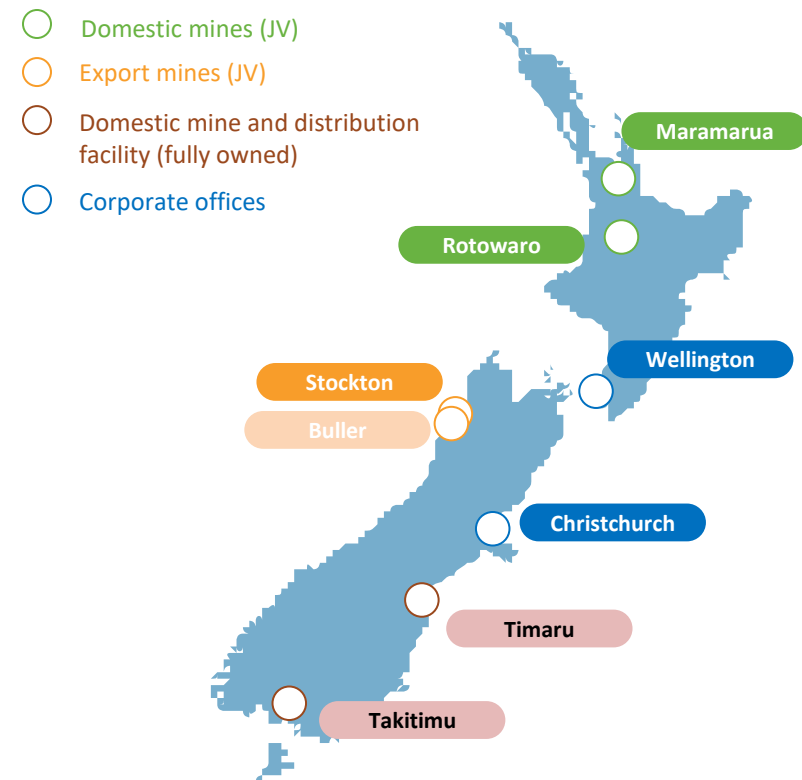 Domestic mines (JV)
Export mines (JV)
Domestic mine and distribution
facility (fully owned)
Corporate offices
Maramarua
Rotowaro
Wellington
Stockton
Buller
Christchurch
Timaru
Takitimu